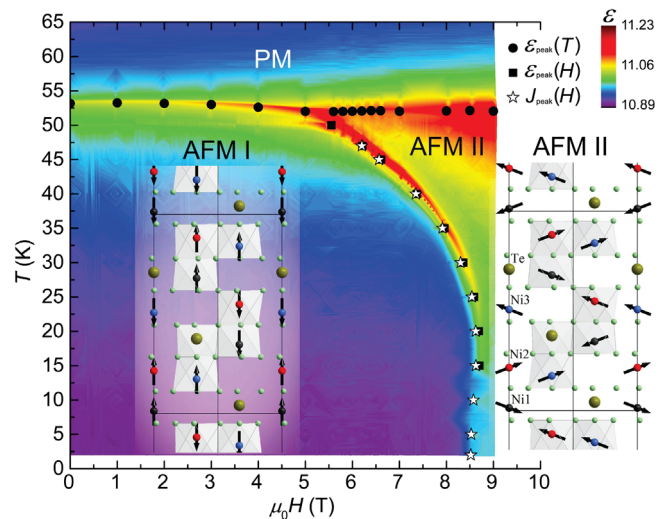 65
60
55
50
45
40
35
30
25
20
15
10
5
0
T (K)
0 1 2 3 4 5 6 7 8 9 10
μ₀H (T)
PM
AFM I
AFM II
ε_peak(T)
ε_peak(H)
J_peak(H)
ε
11.23
11.06
10.89
AFM II
Te
Ni3
Ni2
Ni1